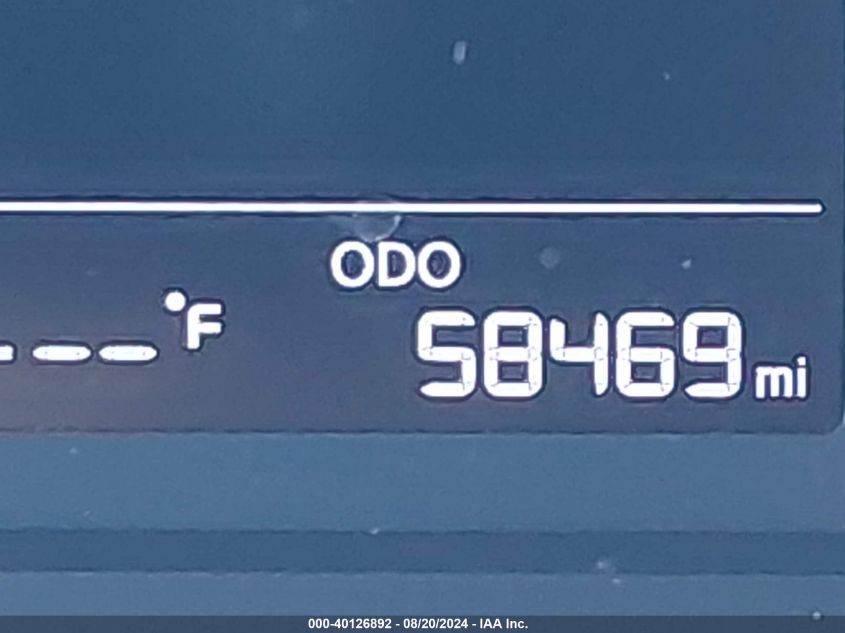 ODO
---°F
58469 mi
000-40126892 - 08/20/2024 - IAA Inc.